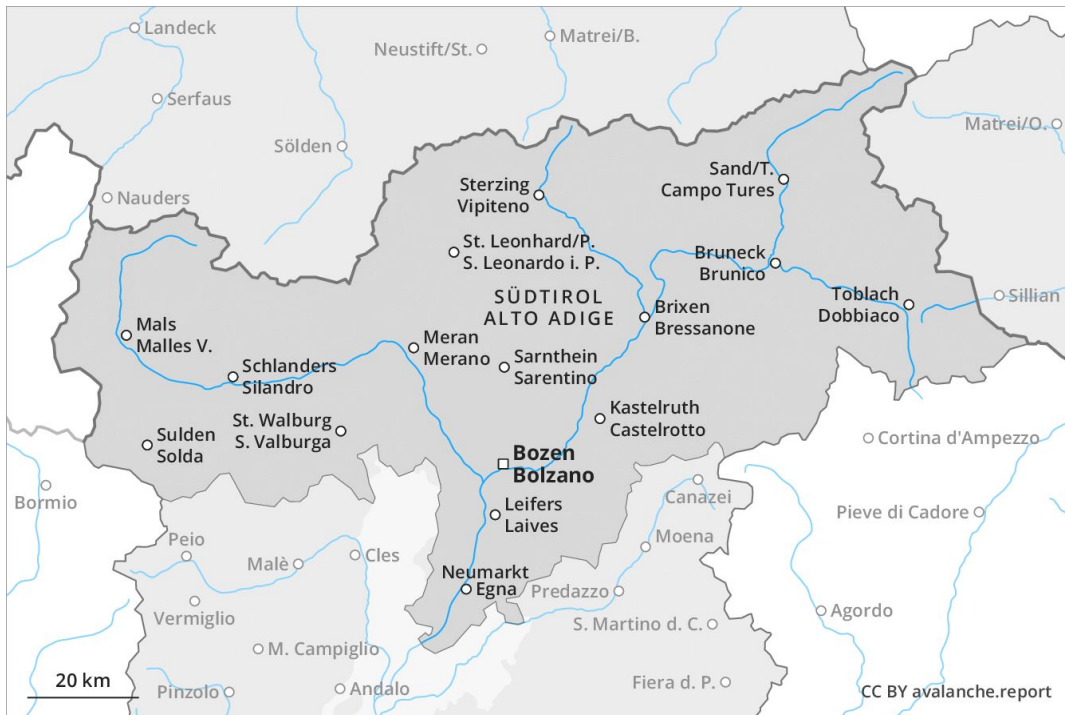 Landeck
Matrei/B.
Neustift/St.
Serfaus
Matrei/O.
Sölden
Sand/T.
Campo Tures
Sterzing
Vipiteno
Nauders
St. Leonhard/P.
S. Leonardo i. P.
Bruneck
Brunico
SÜDTIROL
ALTO ADIGE
Toblach
Dobbiaco
Sillian
Brixen
Bressanone
Mals
Malles V.
Meran
Merano
Sarnthein
Sarentino
Schlanders
Silandro
Kastelruth
Castelrotto
St. Walburg
S. Valburga
Sulden
Solda
Cortina d'Ampezzo
Bozen
Bolzano
Bormio
Canazei
Leifers
Laives
Pieve di Cadore
Moena
Peio
Malè
Cles
Neumarkt
Egna
Predazzo
Vermiglio
Agordo
S. Martino d. C.
M. Campiglio
20 km
Pinzolo
Andalo
Fiera d. P.
CC BY avalanche.report